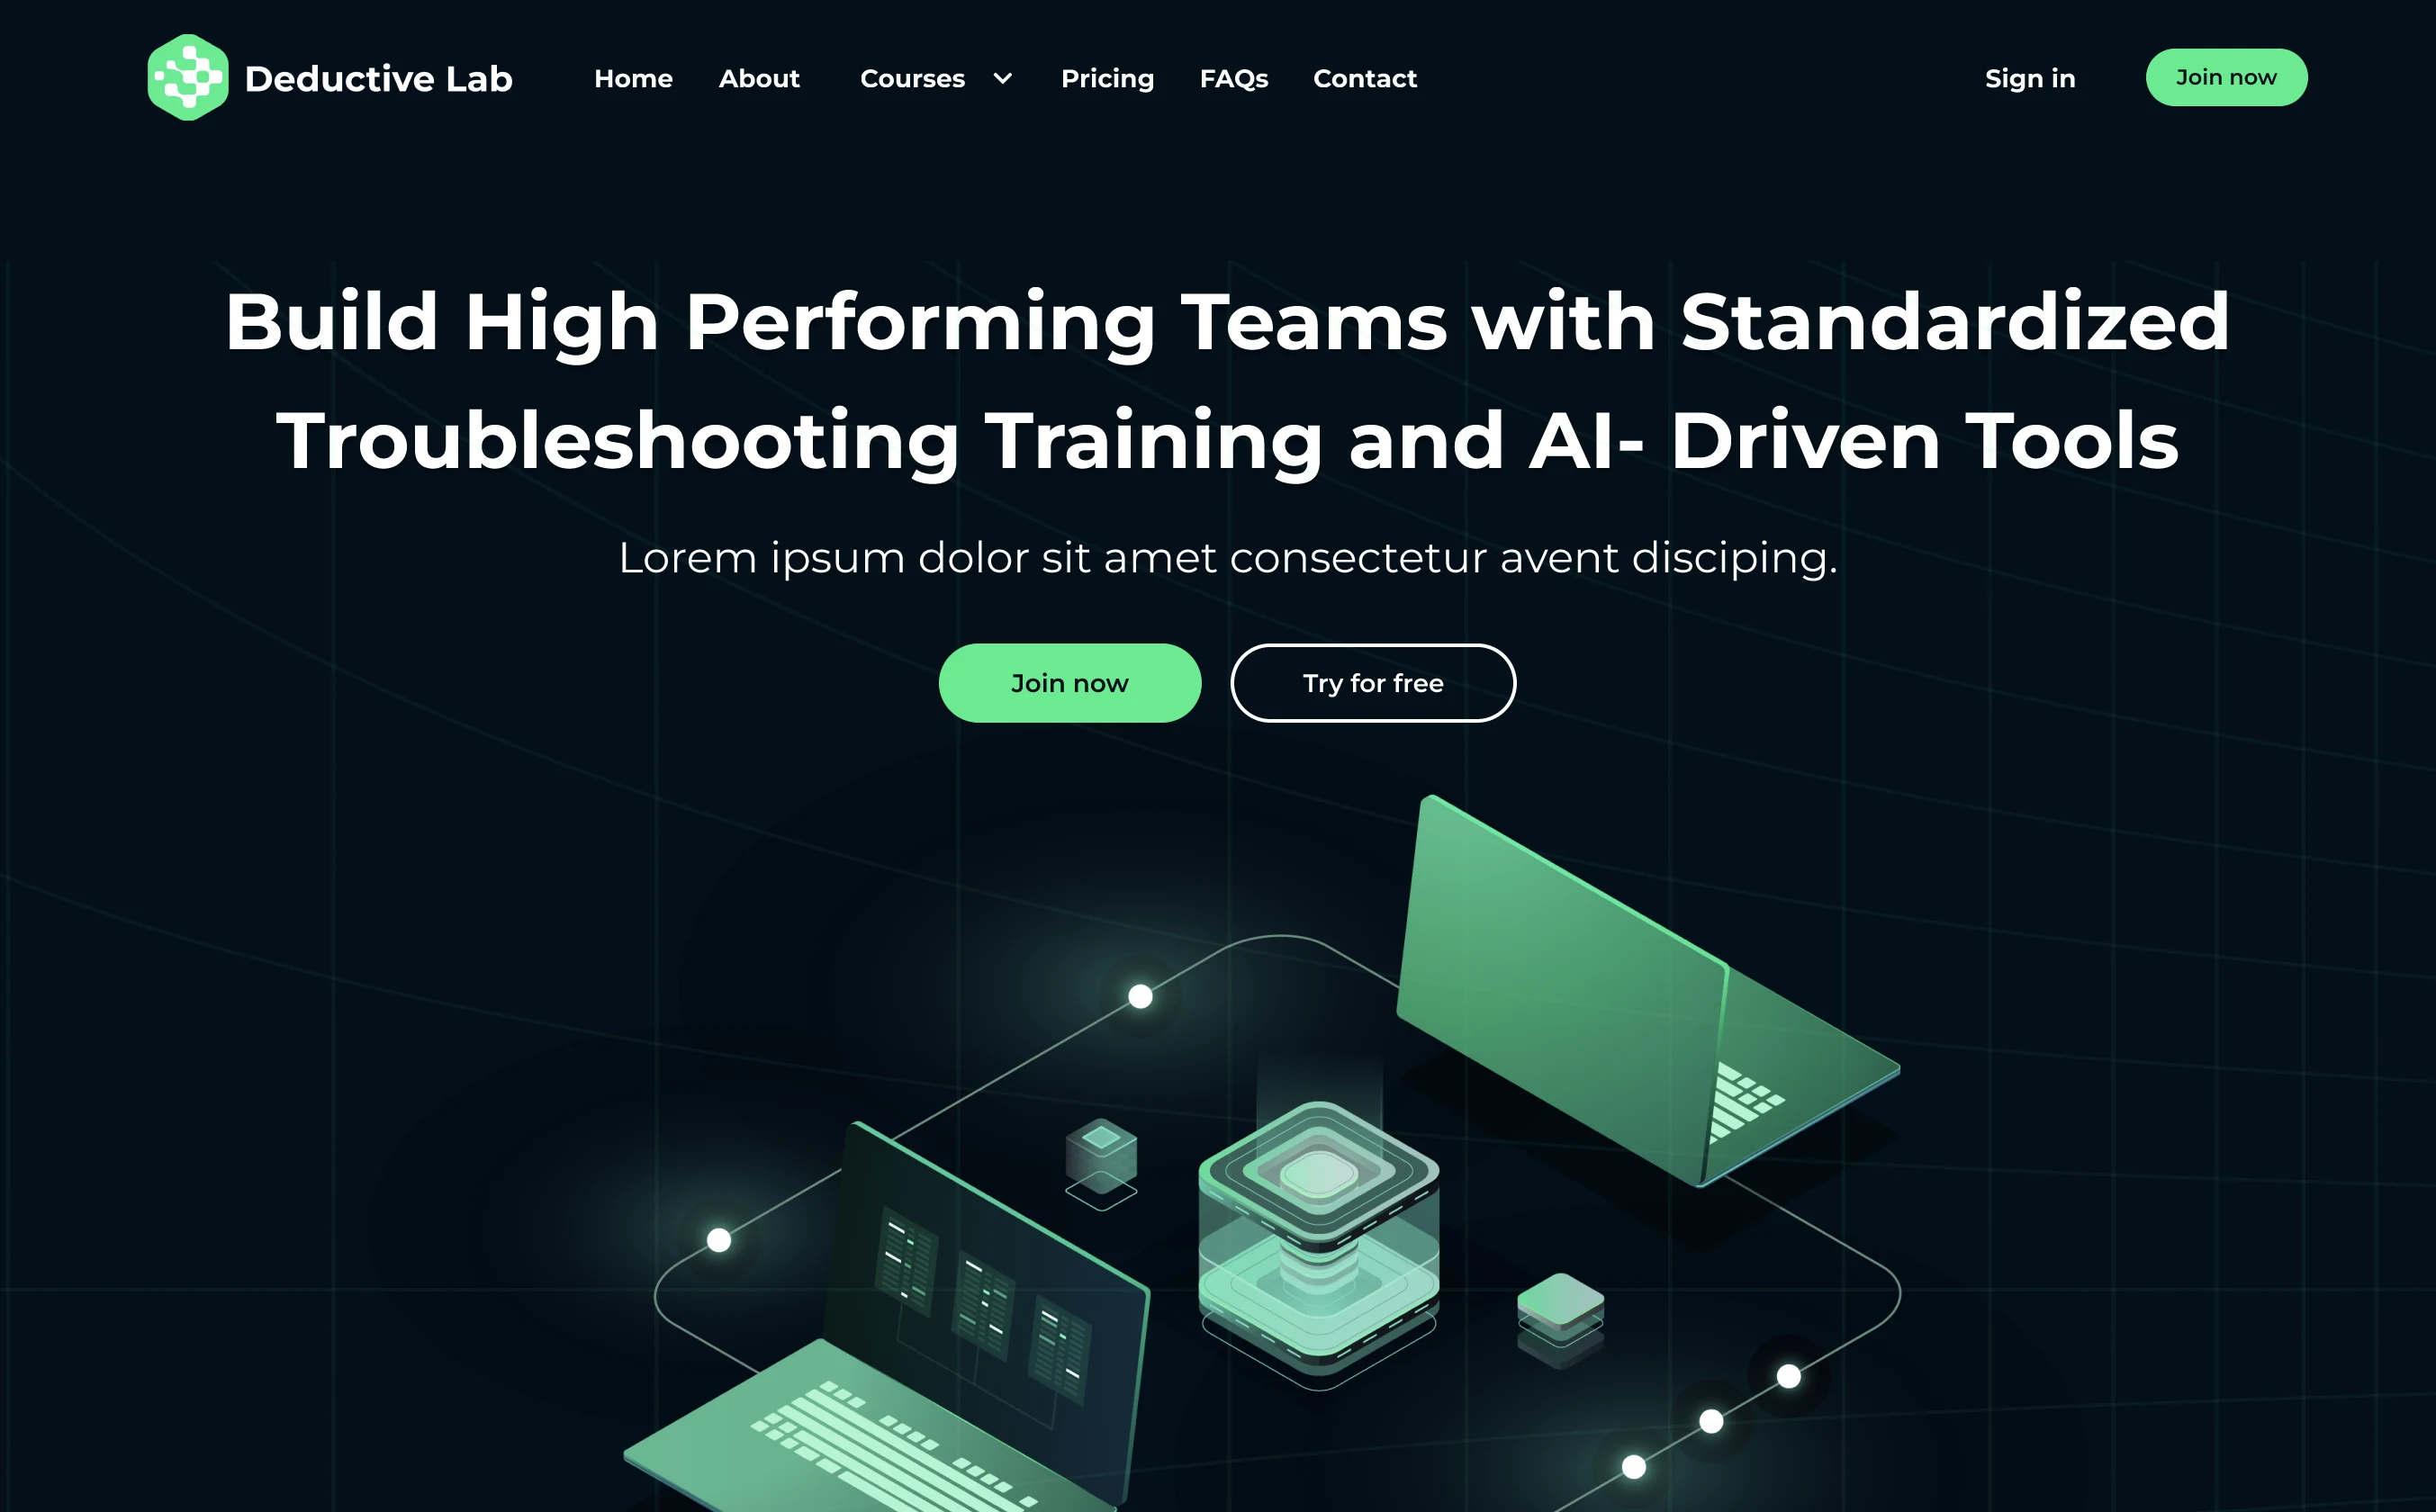 Deductive Lab
Home About Courses Pricing FAQs Contact
Sign in
Join now
Build High Performing Teams with Standardized
Troubleshooting Training and AI- Driven Tools
Lorem ipsum dolor sit amet consectetur avent disciping.
Join now
Try for free